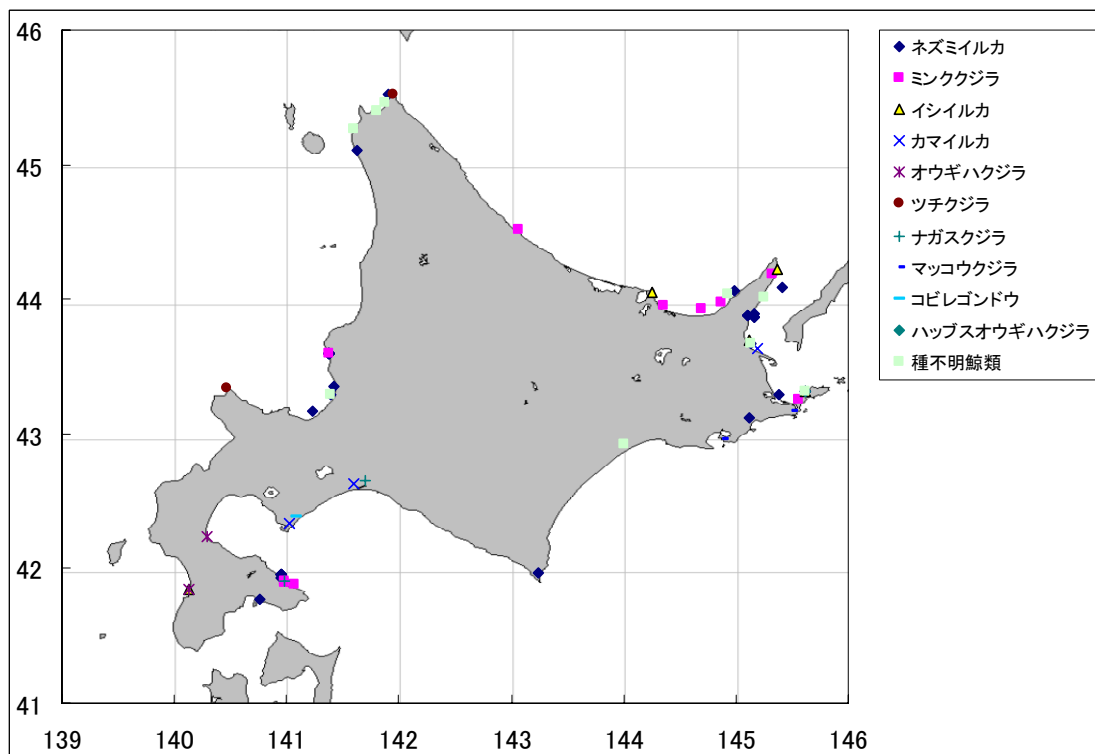 46
45
44
43
42
41
139 140 141 142 143 144 145 146
ネズミイルカ
ミンククジラ
イシイルカ
カマイルカ
オウギハクジラ
ツチクジラ
ナガスクジラ
マッコウクジラ
コビレゴンドウ
ハッブスオウギハクジラ
種不明鯨類